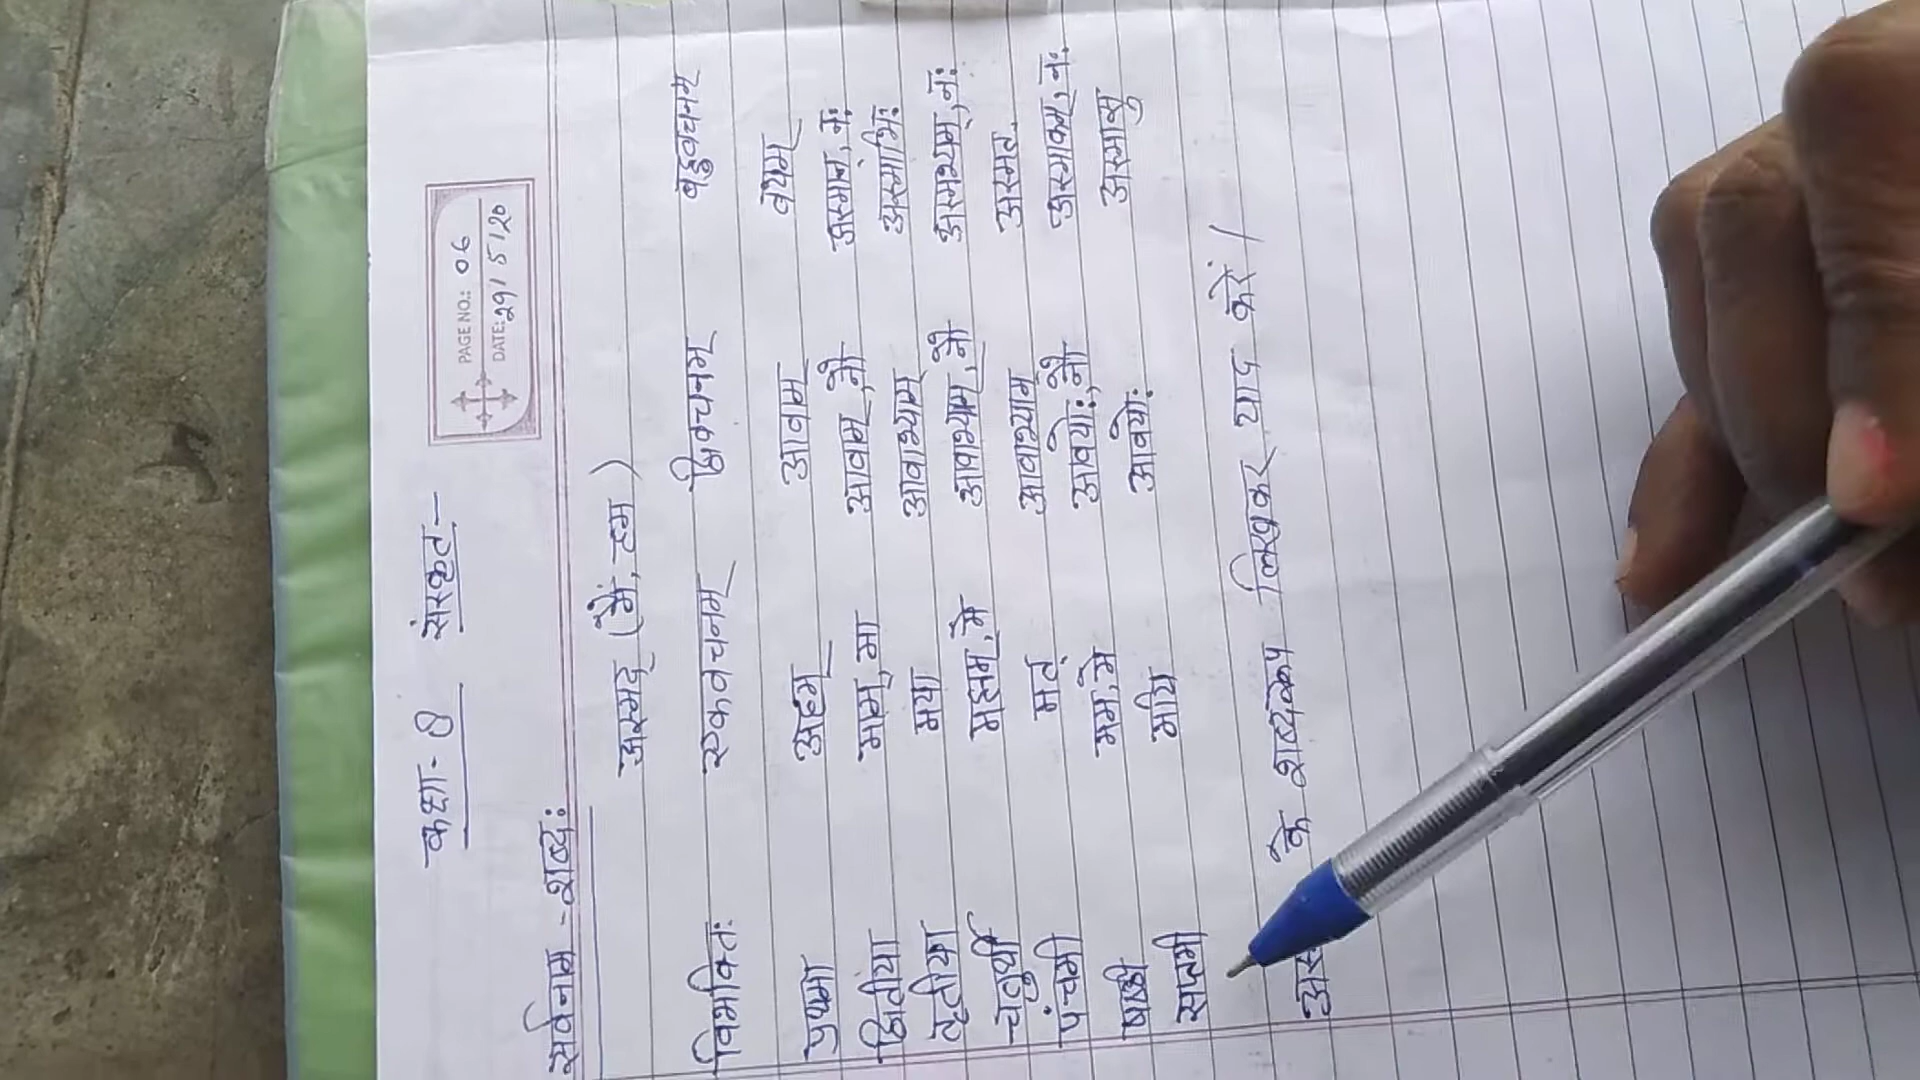 PAGE NO.: 06
DATE: 29/5/20
कक्षा- 8 संस्कृत-
सर्वनाम - शब्द:
अस्मद् (मैं, हम)
विभक्ति: एकवचनम् द्विवचनम् बहुवचनम्
प्रथमा अहम् आवाम् वयम्
द्वितीया माम्, मा आवाम्, नौ अस्मान्, न:
तृतीया मया आवाभ्याम् अस्माभि:
चतुर्थी मह्यम्, मे आवाभ्याम्, नौ अस्मभ्यम्, न:
पंचमी मत् आवाभ्याम् अस्मत्
षष्ठी मम, मे आवयो:, नौ अस्माकम्, न:
सप्तमी मयि आवयो: अस्मासु
के शब्दरूप लिखकर याद करें।